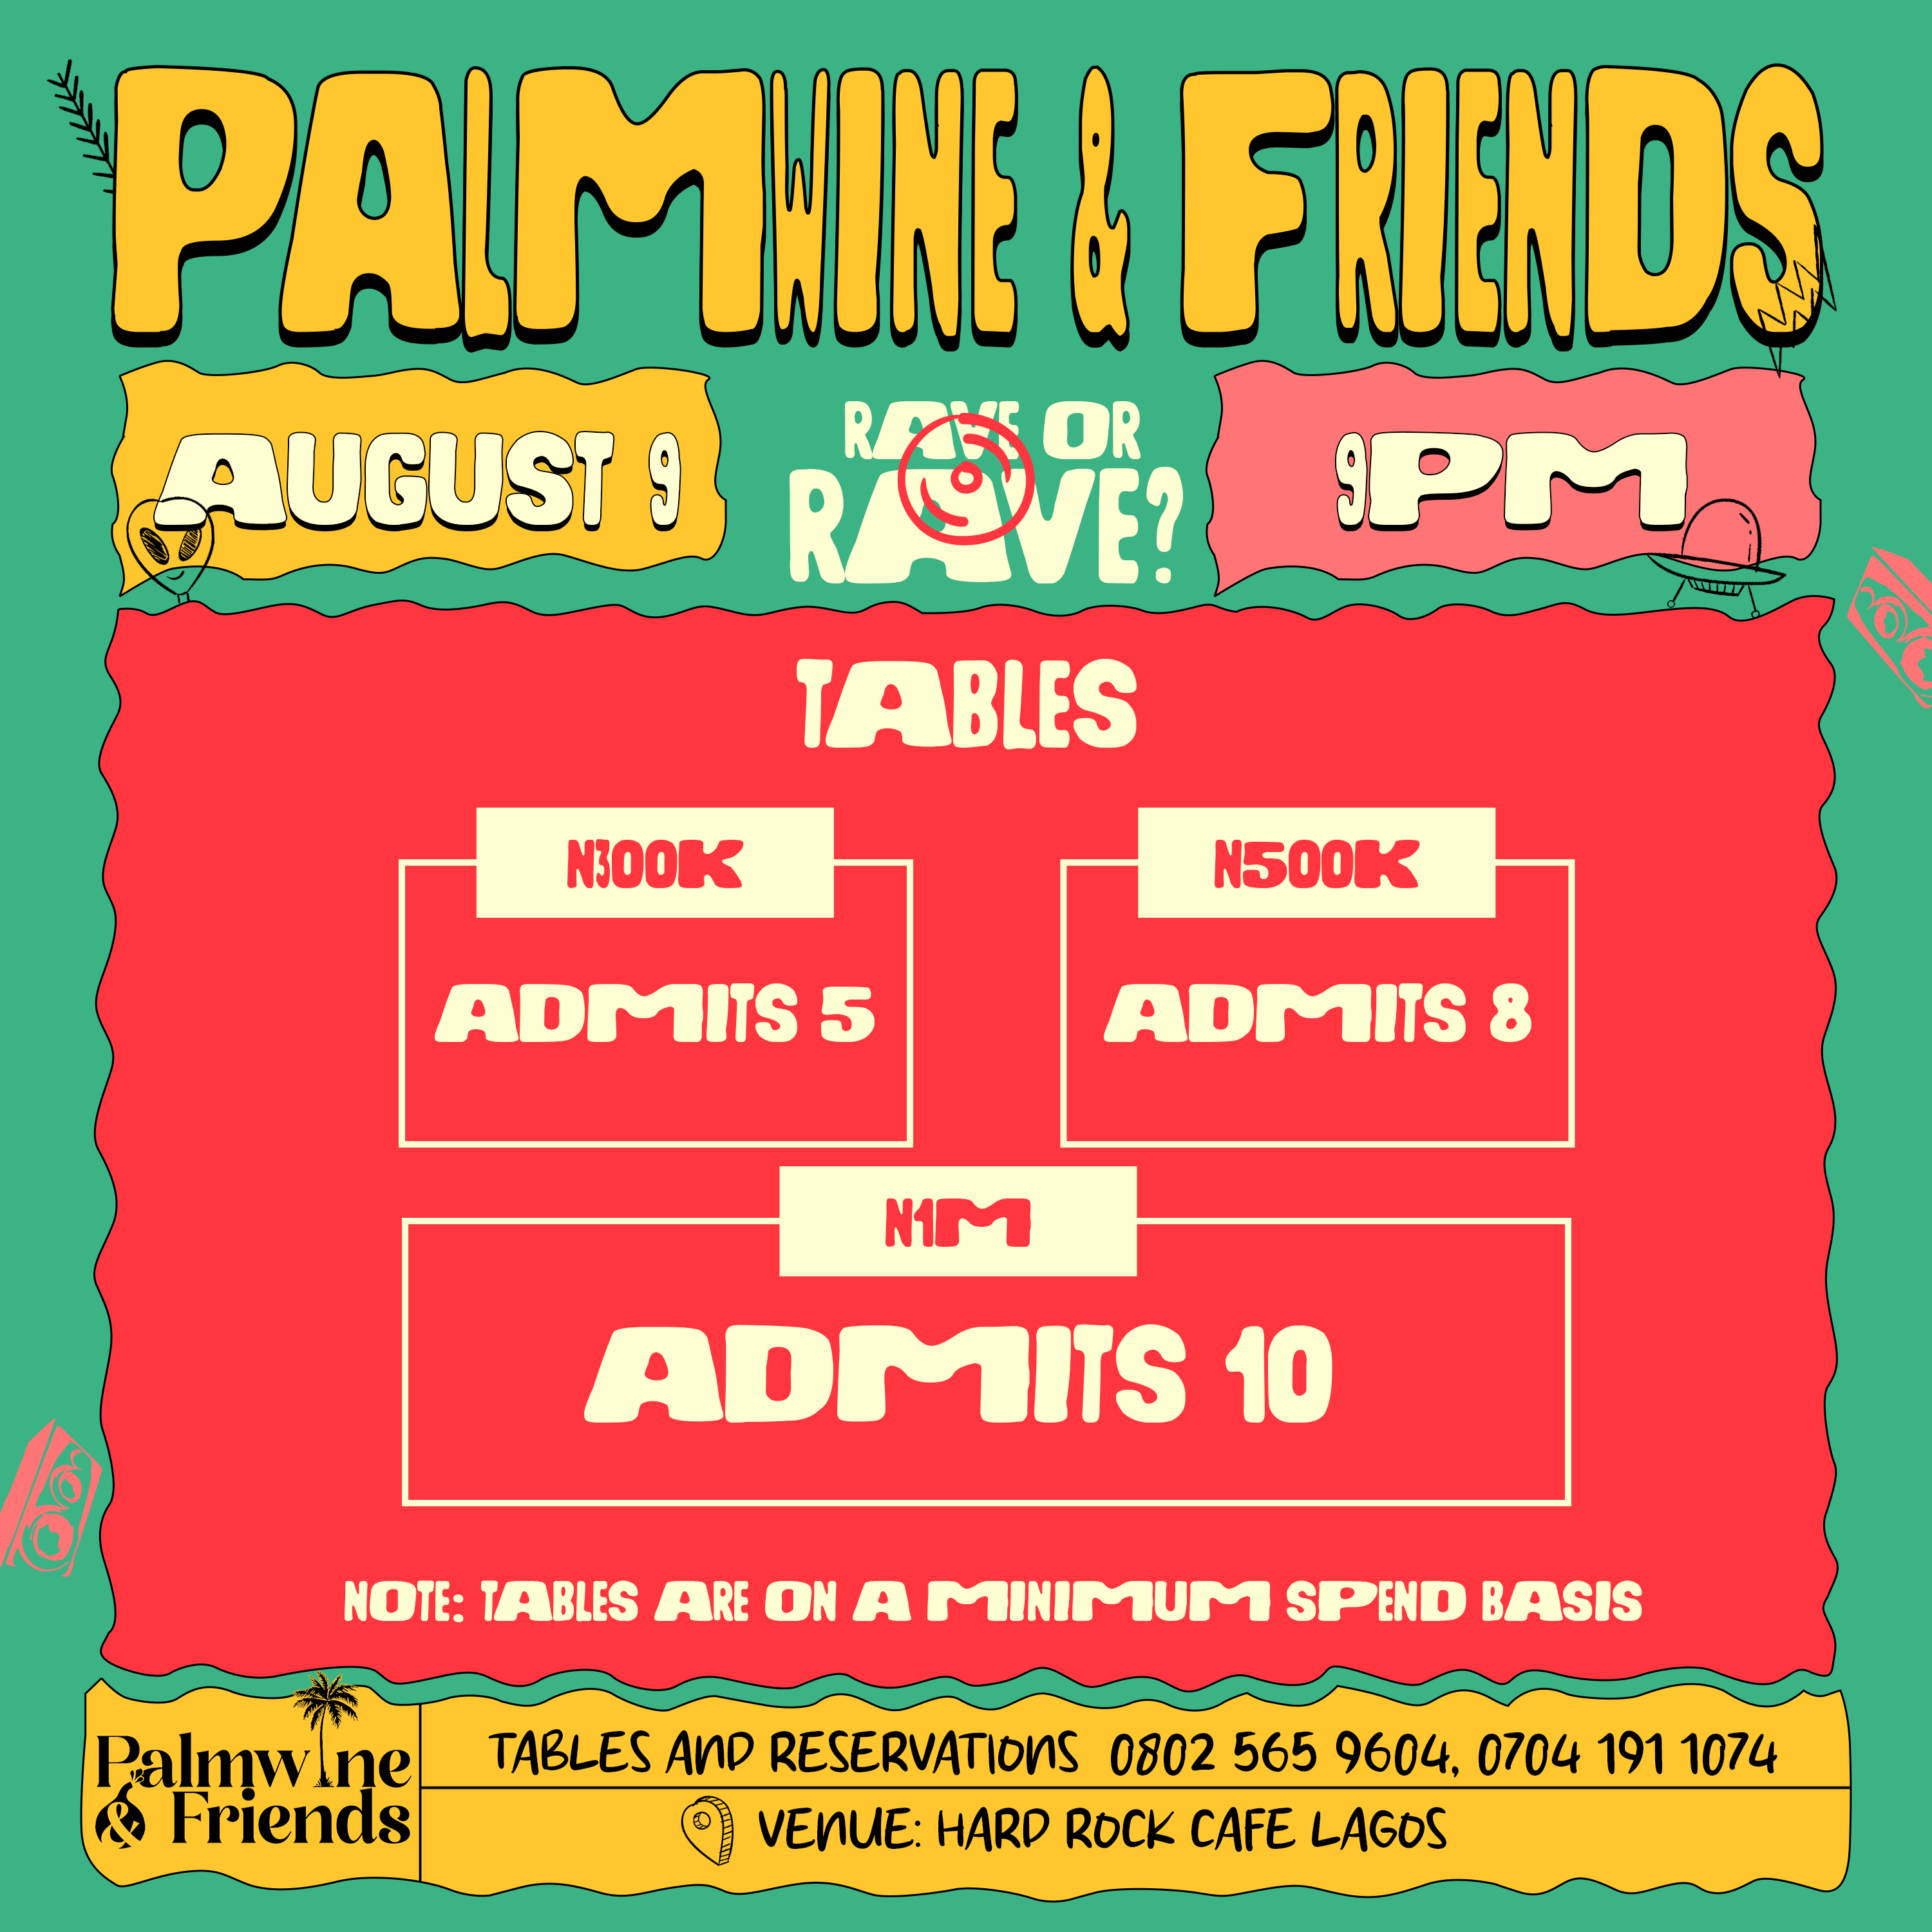 PALMWINE & FRIENDS
AUGUST 9
RAVE OR
RAVE?
9PM
TABLES
N300K
N500K
ADMITS 5
ADMITS 8
N1M
ADMITS 10
NOTE: TABLES ARE ON A MINIMUM SPEND BASIS
Palmwine
& Friends
TABLES AND RESERVATIONS 0802 565 9604, 0704 191 1074
VENUE: HARD ROCK CAFE LAGOS